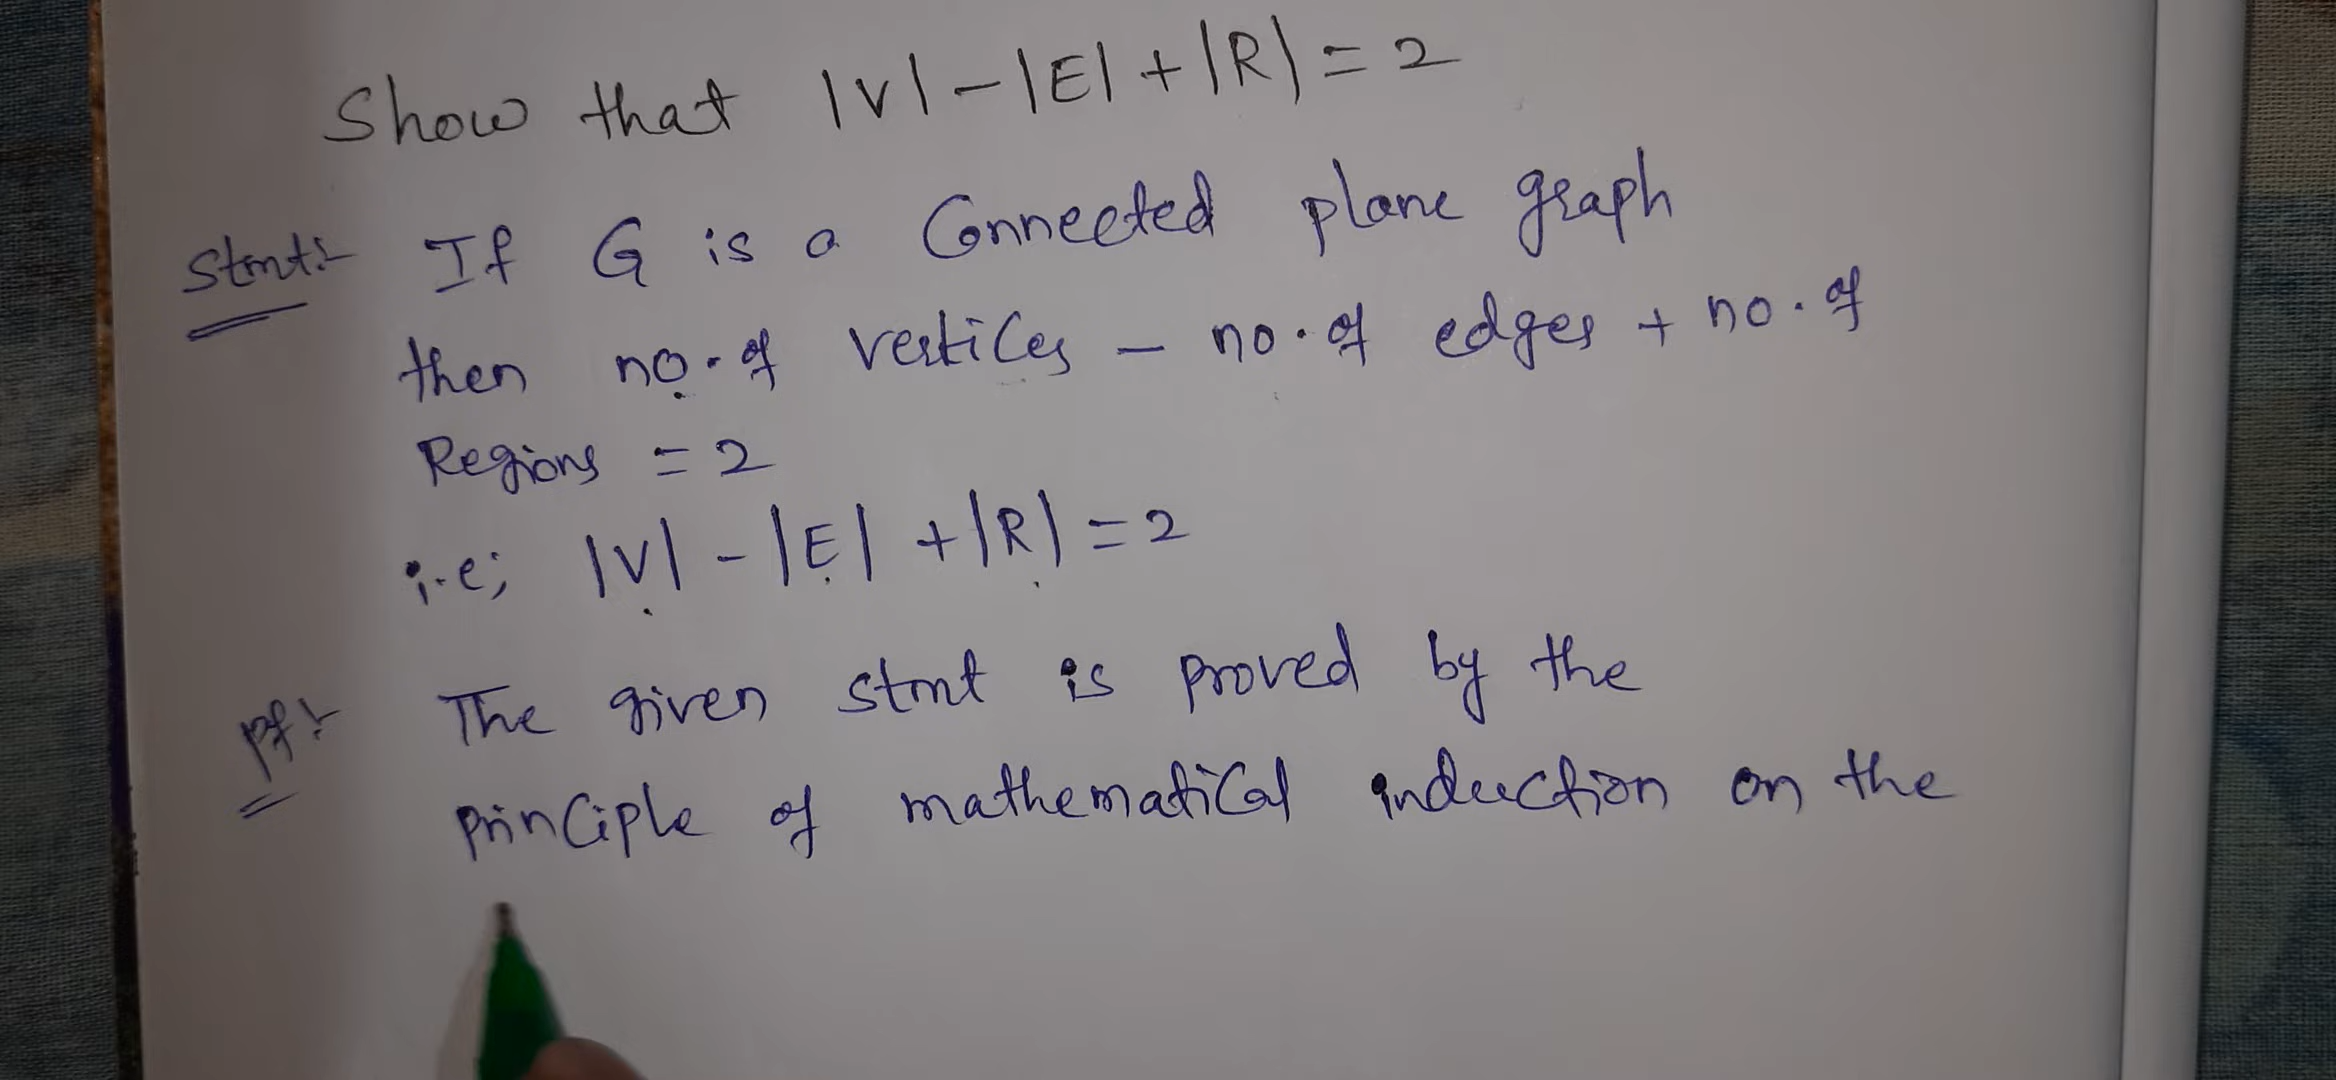 Show that |V| - |E| + |R| = 2
Stmt:- If G is a Connected plane graph
then no. of vertices - no. of edges + no. of
Regions = 2
i.e; |V| - |E| + |R| = 2
Pf:- The given stmt is proved by the
principle of mathematical induction on the